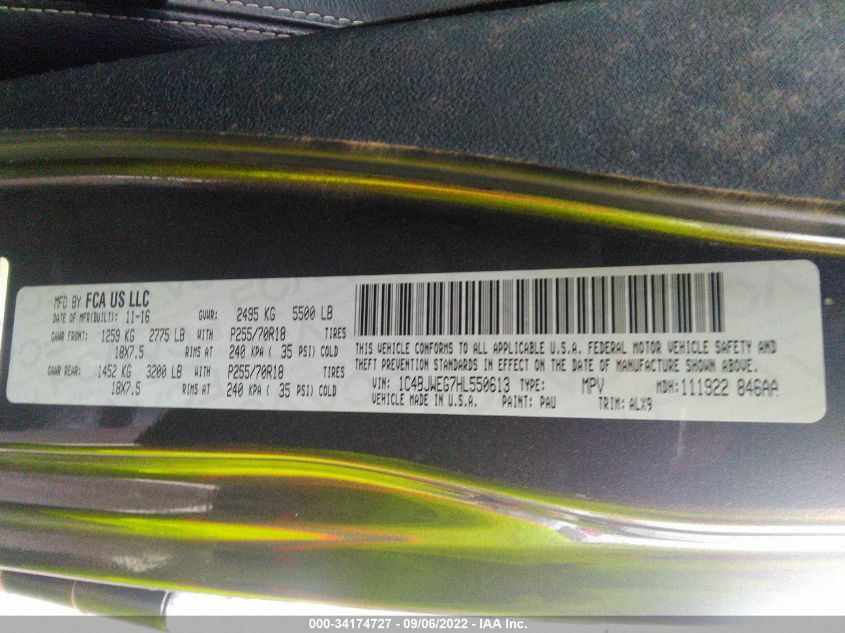 MFD BY FCA US LLC
DATE OF MFR(BUILT): 11-16 GVWR: 2495 KG 5500 LB
GAWR FRONT: 1259 KG 2775 LB WITH P255/70R18 TIRES
18X7.5 RIMS AT 240 KPA ( 35 PSI) COLD
GAWR REAR: 1452 KG 3200 LB WITH P255/70R18 TIRES
18X7.5 RIMS AT 240 KPA ( 35 PSI) COLD
THIS VEHICLE CONFORMS TO ALL APPLICABLE U.S.A. FEDERAL MOTOR VEHICLE SAFETY AND
THEFT PREVENTION STANDARDS IN EFFECT ON THE DATE OF MANUFACTURE SHOWN ABOVE.
VIN: 1C4BJWEG7HL550613 TYPE: MPV MDH: 111922 846AA
VEHICLE MADE IN U.S.A. PAINT: PAU TRIM: ALX9
000-34174727 - 09/06/2022 - IAA Inc.